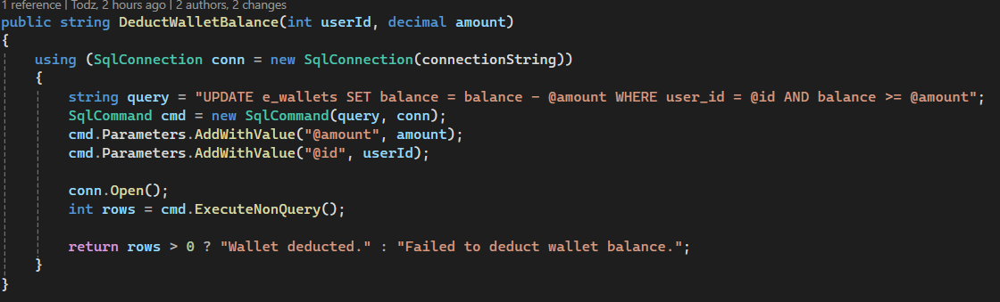 1 reference | Todz, 2 hours ago | 2 authors, 2 changes
public string DeductWalletBalance(int userId, decimal amount)
{
    using (SqlConnection conn = new SqlConnection(connectionString))
    {
        string query = "UPDATE e_wallets SET balance = balance - @amount WHERE user_id = @id AND balance >= @amount";
        SqlCommand cmd = new SqlCommand(query, conn);
        cmd.Parameters.AddWithValue("@amount", amount);
        cmd.Parameters.AddWithValue("@id", userId);

        conn.Open();
        int rows = cmd.ExecuteNonQuery();

        return rows > 0 ? "Wallet deducted." : "Failed to deduct wallet balance.";
    }
}